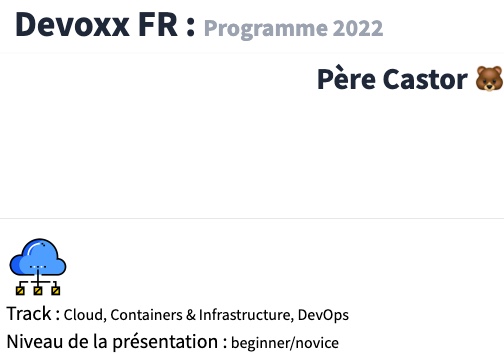 Devoxx FR : Programme 2022
Père Castor 🐻
Track : Cloud, Containers & Infrastructure, DevOps
Niveau de la présentation : beginner/novice